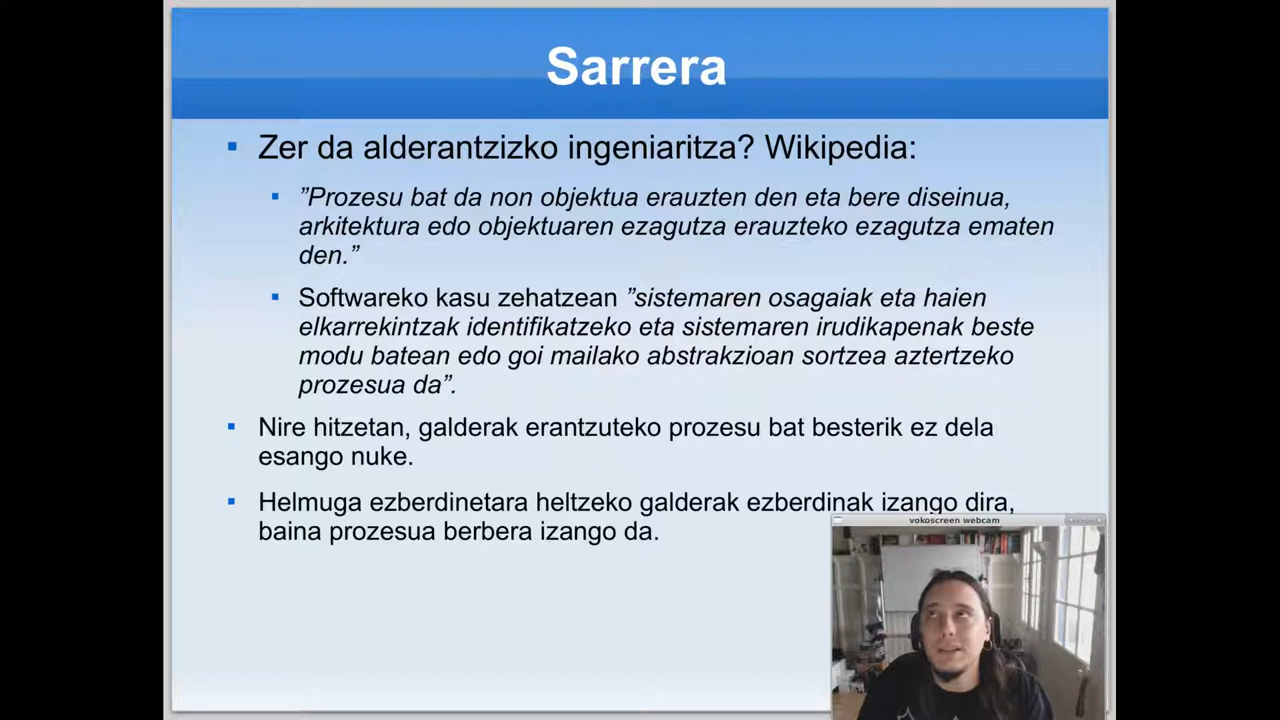 Sarrera
Zer da alderantzizko ingeniaritza? Wikipedia:
”Prozesu bat da non objektua erauzten den eta bere diseinua,
arkitektura edo objektuaren ezagutza erauzteko ezagutza ematen
den.”
Softwareko kasu zehatzean ”sistemaren osagaiak eta haien
elkarrekintzak identifikatzeko eta sistemaren irudikapenak beste
modu batean edo goi mailako abstrakzioan sortzea aztertzeko
prozesua da”.
Nire hitzetan, galderak erantzuteko prozesu bat besterik ez dela
esango nuke.
Helmuga ezberdinetara heltzeko galderak ezberdinak izango dira,
baina prozesua berbera izango da.
vokoscreen webcam